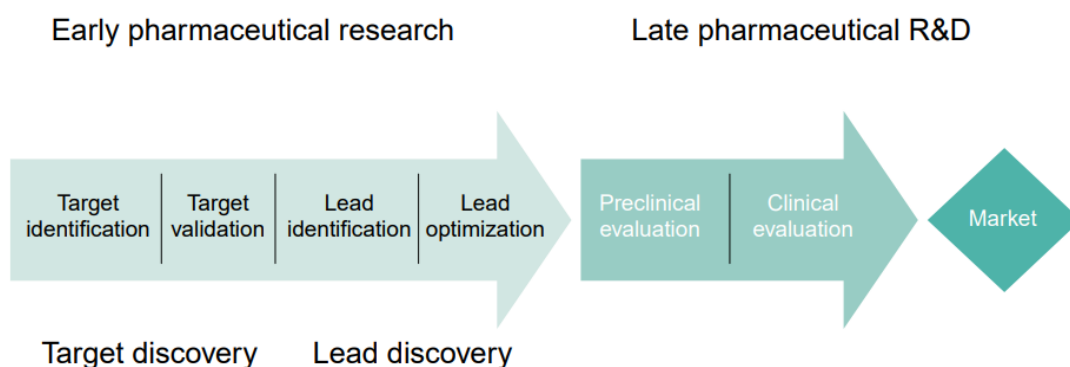 Early pharmaceutical research
Late pharmaceutical R&D
Target
identification
Target
validation
Lead
identification
Lead
optimization
Preclinical
evaluation
Clinical
evaluation
Market
Target discovery
Lead discovery